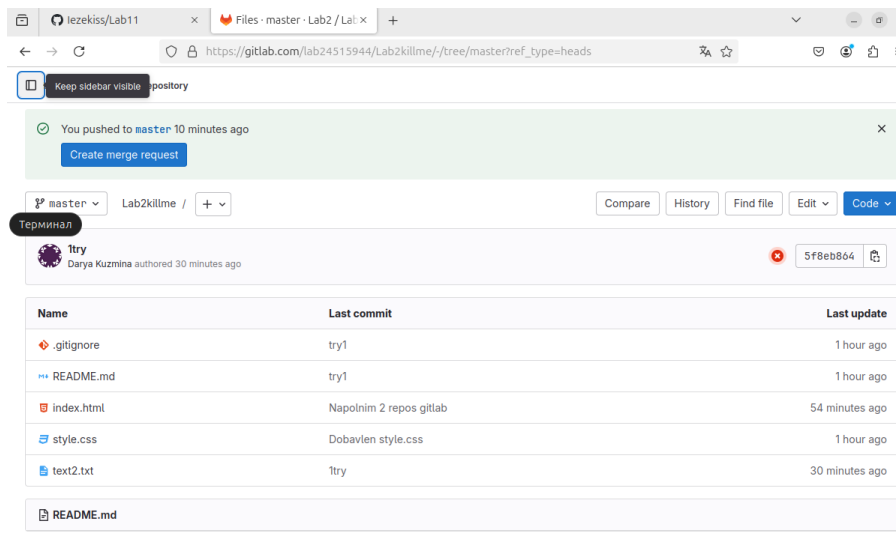 Iezekiss/Lab11
Files · master · Lab2 / Lab
https://gitlab.com/lab24515944/Lab2killme/-/tree/master?ref_type=heads
Keep sidebar visible
epository
You pushed to master 10 minutes ago
Create merge request
master Lab2killme / + Compare History Find file Edit Code
Терминал
1try
Darya Kuzmina authored 30 minutes ago
5f8eb864
Name Last commit Last update
.gitignore try1 1 hour ago
README.md try1 1 hour ago
index.html Napolnim 2 repos gitlab 54 minutes ago
style.css Dobavlen style.css 1 hour ago
text2.txt 1try 30 minutes ago
README.md